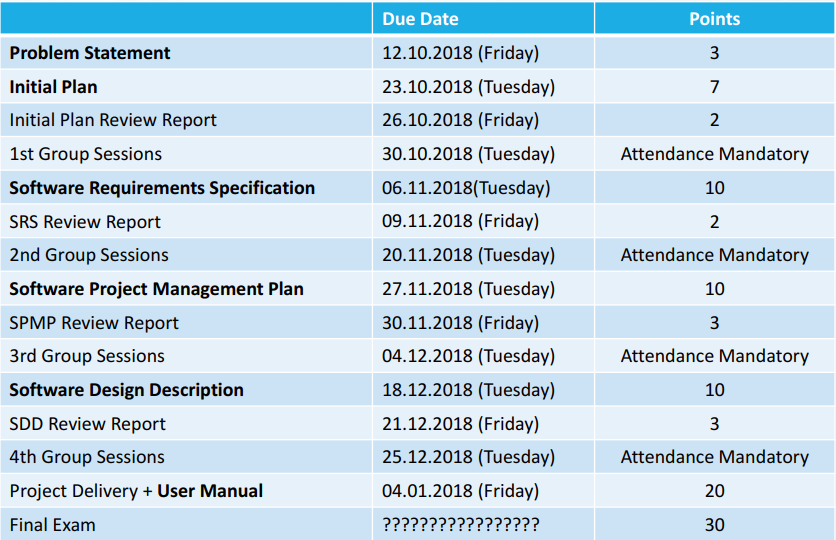 Due Date Points
Problem Statement 12.10.2018 (Friday) 3
Initial Plan 23.10.2018 (Tuesday) 7
Initial Plan Review Report 26.10.2018 (Friday) 2
1st Group Sessions 30.10.2018 (Tuesday) Attendance Mandatory
Software Requirements Specification 06.11.2018(Tuesday) 10
SRS Review Report 09.11.2018 (Friday) 2
2nd Group Sessions 20.11.2018 (Tuesday) Attendance Mandatory
Software Project Management Plan 27.11.2018 (Tuesday) 10
SPMP Review Report 30.11.2018 (Friday) 3
3rd Group Sessions 04.12.2018 (Tuesday) Attendance Mandatory
Software Design Description 18.12.2018 (Tuesday) 10
SDD Review Report 21.12.2018 (Friday) 3
4th Group Sessions 25.12.2018 (Tuesday) Attendance Mandatory
Project Delivery + User Manual 04.01.2018 (Friday) 20
Final Exam ????????????????? 30